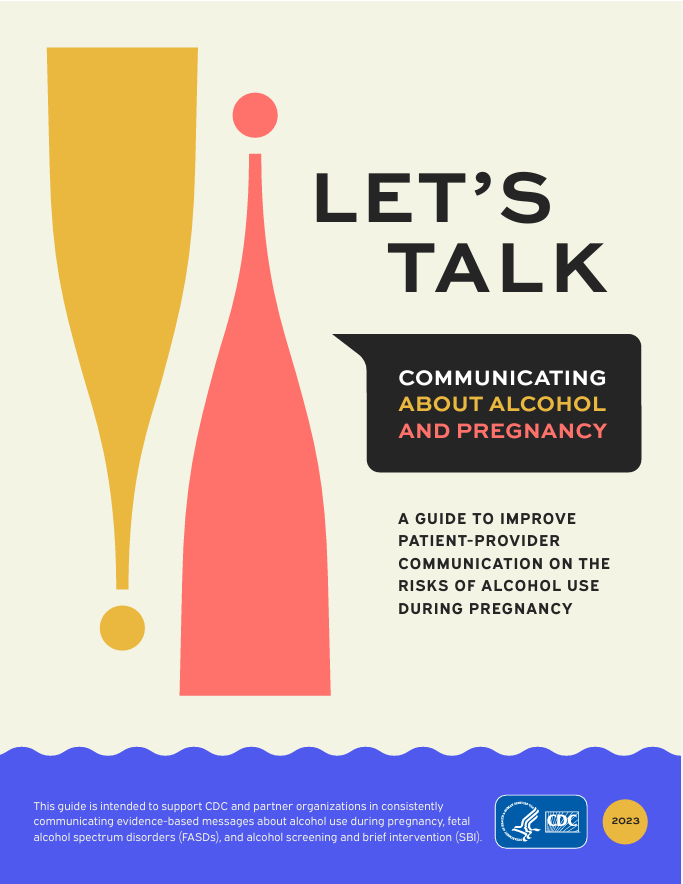 LET'S
TALK
COMMUNICATING
ABOUT ALCOHOL
AND PREGNANCY
A GUIDE TO IMPROVE
PATIENT-PROVIDER
COMMUNICATION ON THE
RISKS OF ALCOHOL USE
DURING PREGNANCY
This guide is intended to support CDC and partner organizations in consistently
communicating evidence-based messages about alcohol use during pregnancy, fetal
alcohol spectrum disorders (FASDs), and alcohol screening and brief intervention (SBI).
CDC
2023